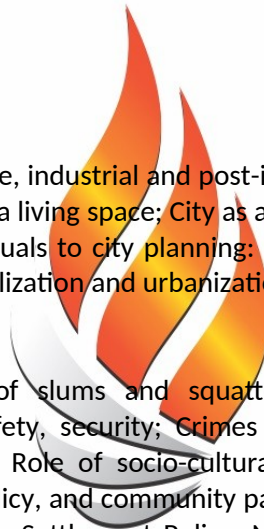 e, industrial and post-i
a living space; City as a
uals to city planning:
lization and urbanizati
of slums and squatt
fety, security; Crimes
Role of socio-cultura
icy, and community pa